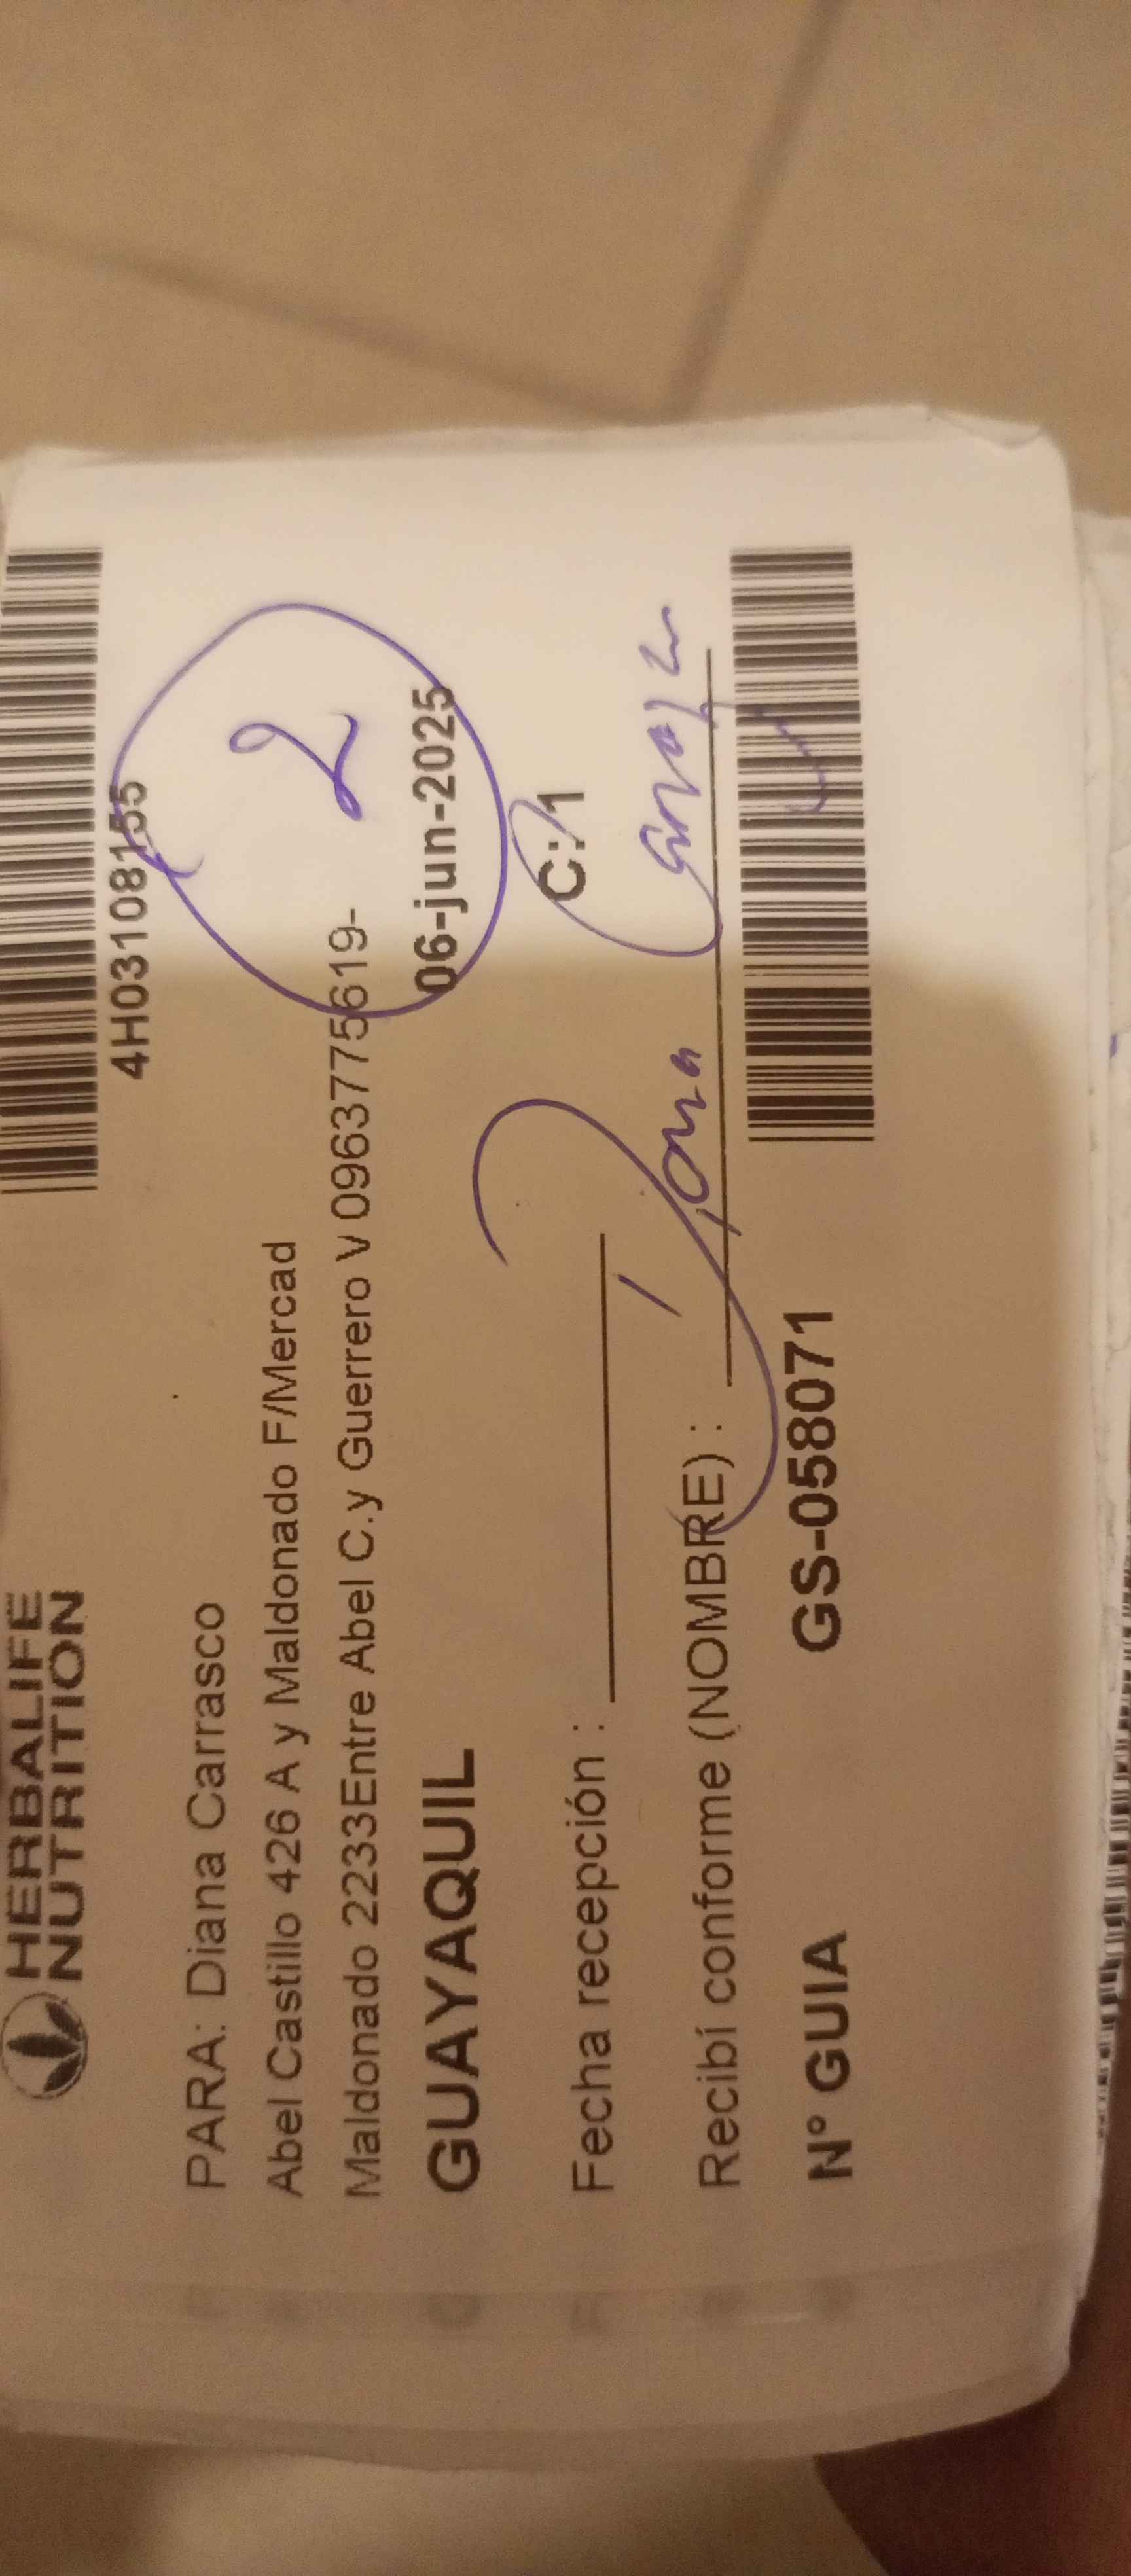 HERBALIFE
NUTRITION
4H03108155
PARA: Diana Carrasco
Abel Castillo 426 A y Maldonado F/Mercad
2
Maldonado 2233Entre Abel C.y Guerrero V 0963775619-
GUAYAQUIL
06-jun-2025
C:/1
Fecha recepción :
Recibí conforme (NOMBRE) :
N° GUIA
GS-058071